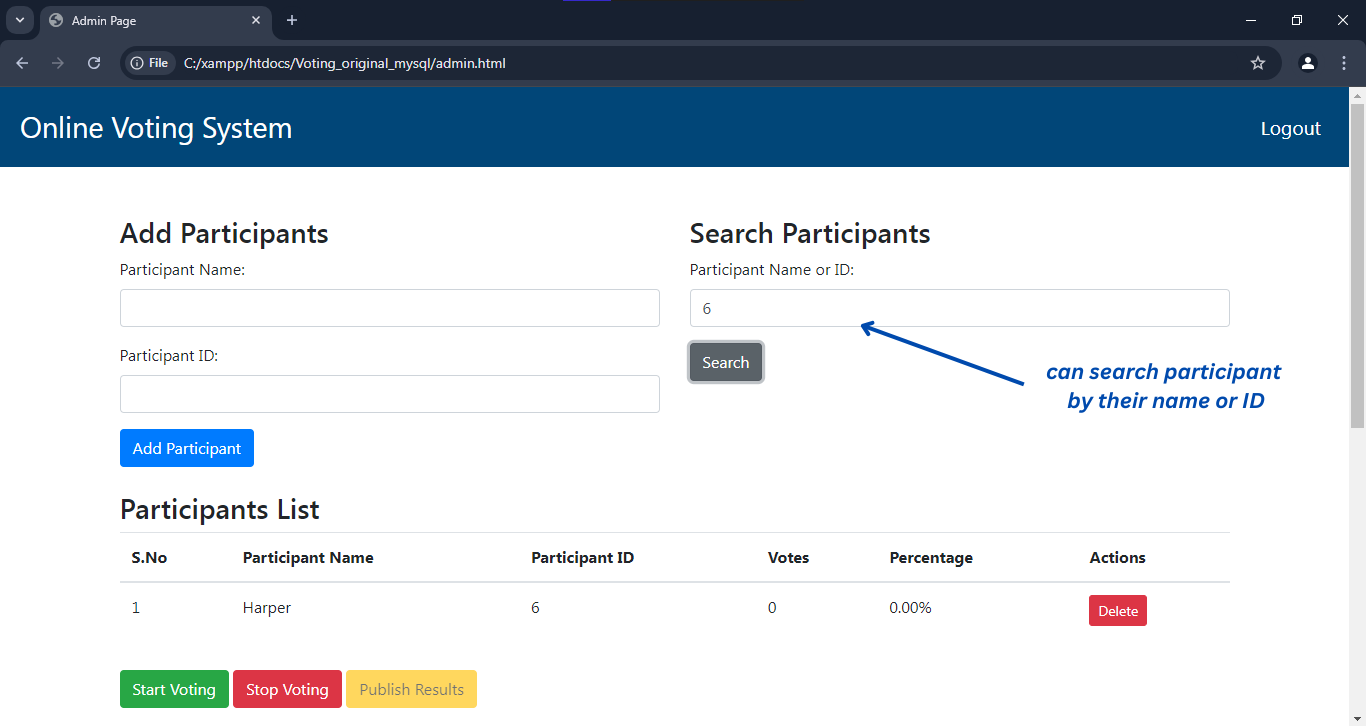 Admin Page
File C:/xampp/htdocs/Voting_original_mysql/admin.html
Online Voting System
Logout
Add Participants
Participant Name:
Participant ID:
Add Participant
Search Participants
Participant Name or ID:
6
Search
can search participant
by their name or ID
Participants List
S.No Participant Name Participant ID Votes Percentage Actions
1 Harper 6 0 0.00% Delete
Start Voting Stop Voting Publish Results